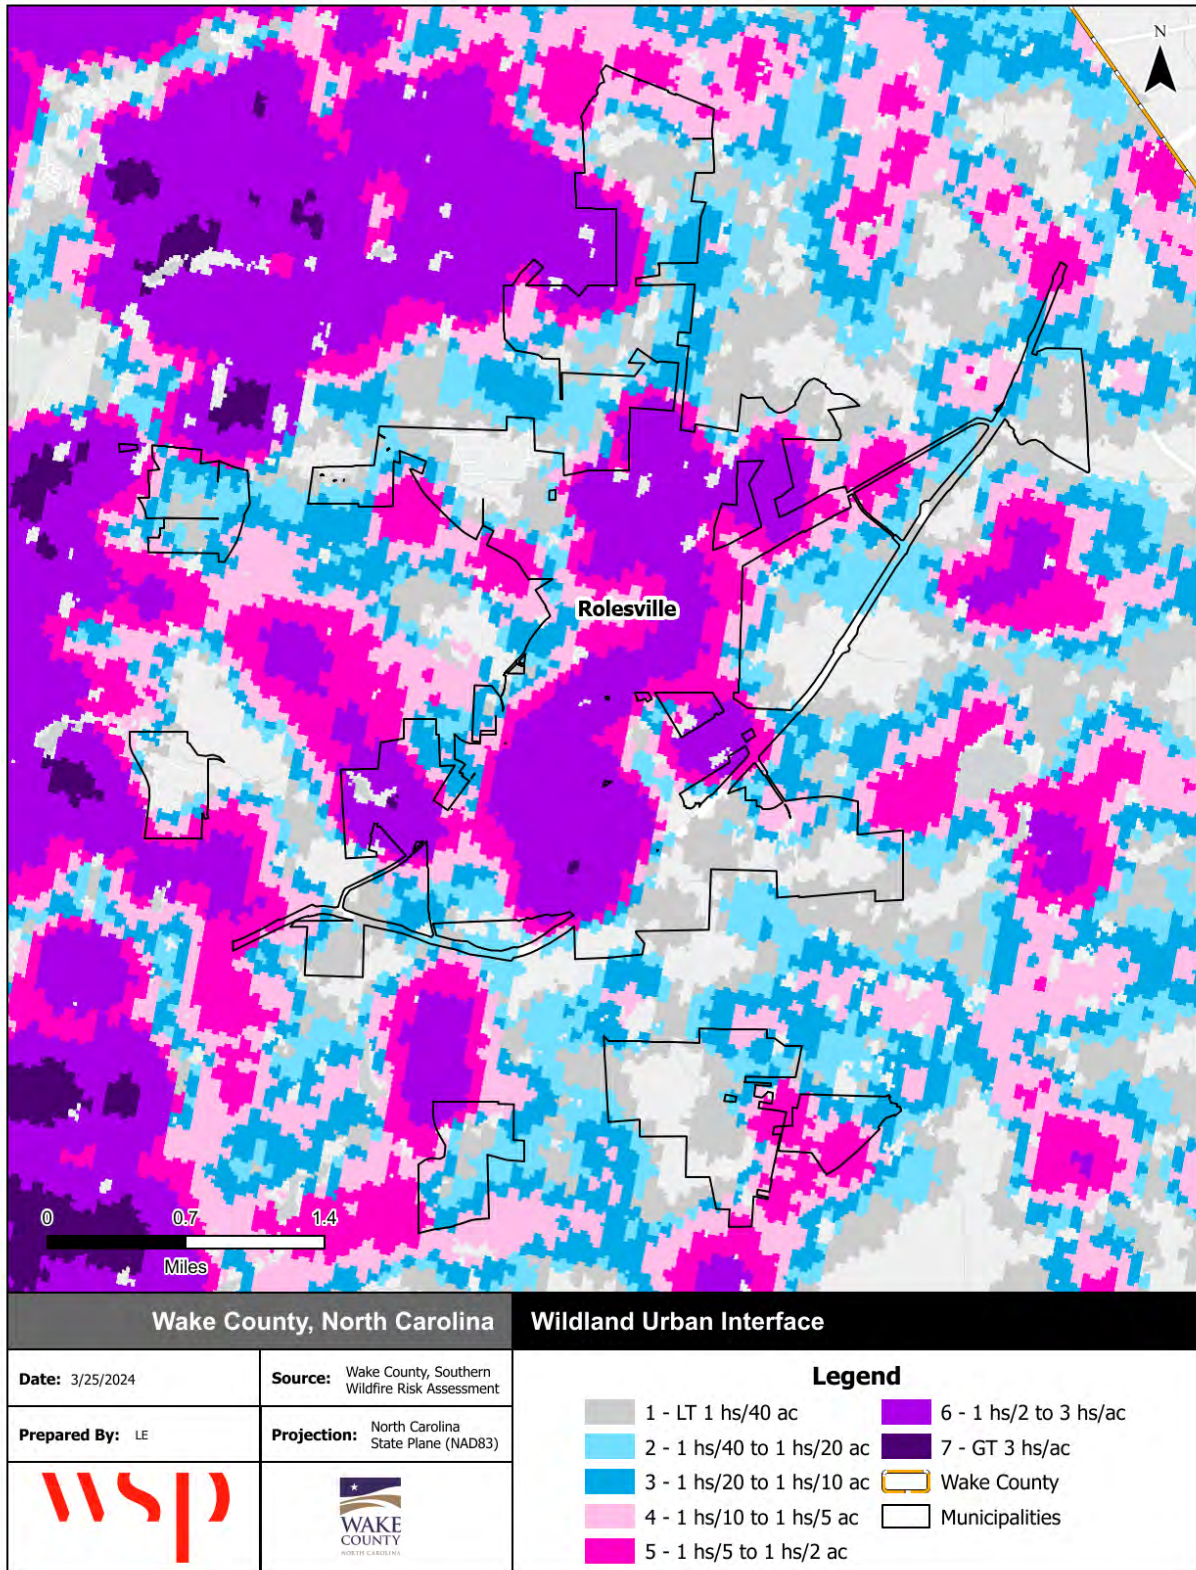 N
Rolesville
0 0.7 1.4
Miles
Wake County, North Carolina
Wildland Urban Interface
Date: 3/25/2024
Source: Wake County, Southern
Wildfire Risk Assessment
Prepared By: LE
Projection: North Carolina
State Plane (NAD83)
wsp
WAKE
COUNTY
NORTH CAROLINA
Legend
1 - LT 1 hs/40 ac
2 - 1 hs/40 to 1 hs/20 ac
3 - 1 hs/20 to 1 hs/10 ac
4 - 1 hs/10 to 1 hs/5 ac
5 - 1 hs/5 to 1 hs/2 ac
6 - 1 hs/2 to 3 hs/ac
7 - GT 3 hs/ac
Wake County
Municipalities